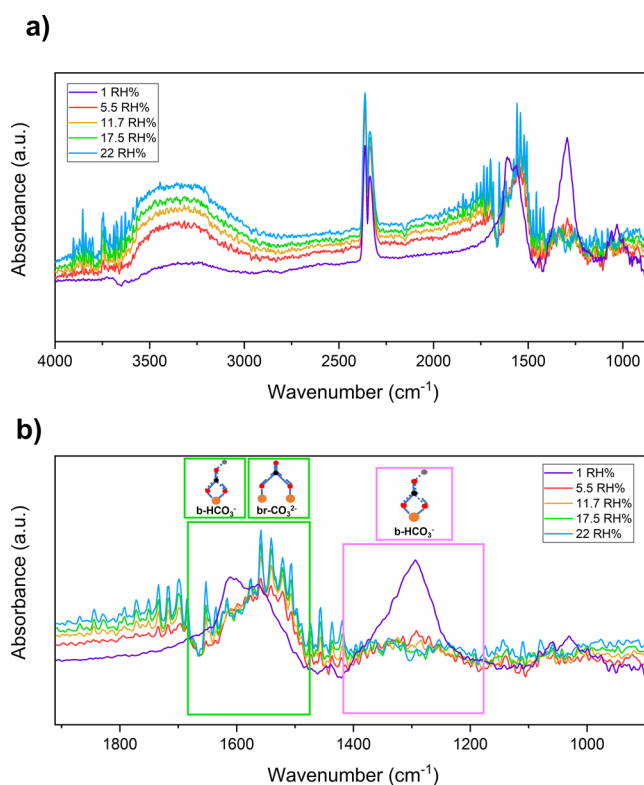 a)
Absorbance (a.u.)
1 RH%
5.5 RH%
11.7 RH%
17.5 RH%
22 RH%
4000 3500 3000 2500 2000 1500 1000
Wavenumber (cm⁻¹)
b)
Absorbance (a.u.)
b-HCO₃⁻
br-CO₃²⁻
b-HCO₃⁻
1 RH%
5.5 RH%
11.7 RH%
17.5 RH%
22 RH%
1800 1600 1400 1200 1000
Wavenumber (cm⁻¹)